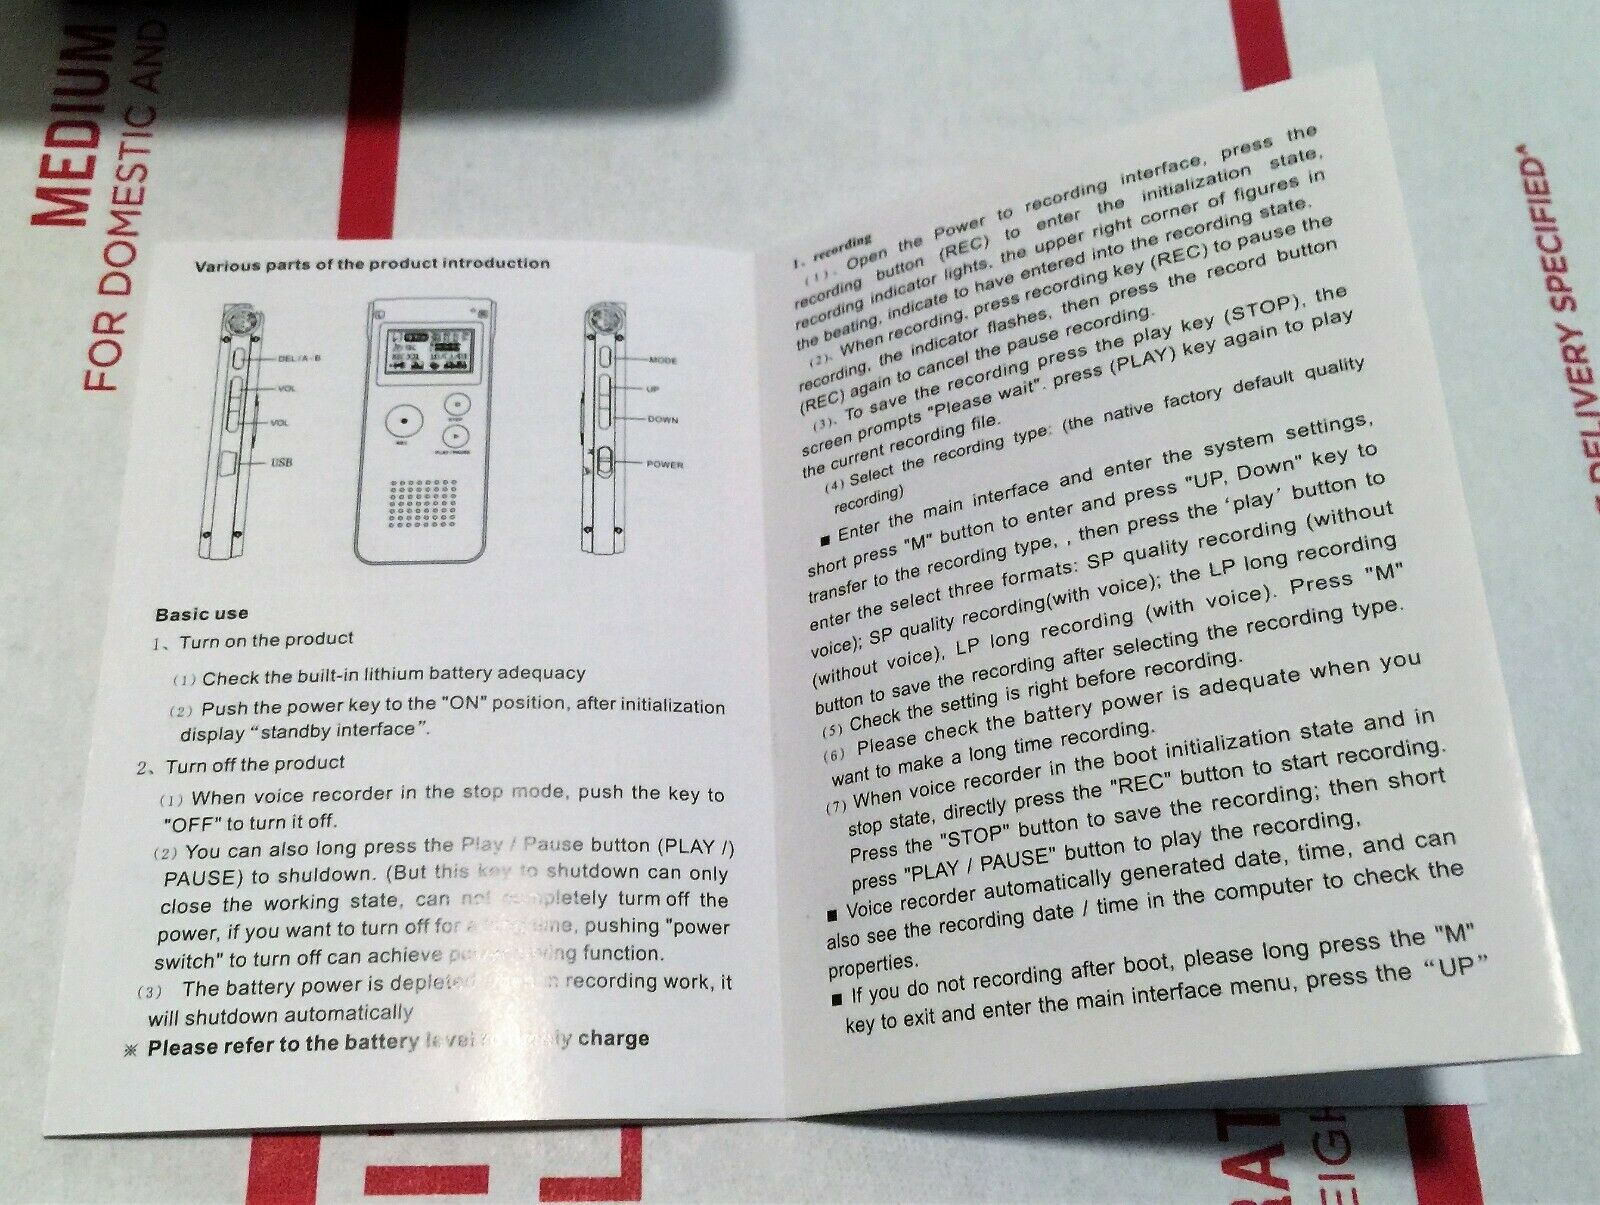 MEDIUM
FOR DOMESTIC AND
DELIVERY SPECIFIED*
Various parts of the product introduction
DEL/A-B
VOL
VOL
USB
REC
STOP
PLAY/PAUSE
MODE
UP
DOWN
POWER
Basic use
1、Turn on the product
(1) Check the built-in lithium battery adequacy
(2) Push the power key to the "ON" position, after initialization
display “standby interface”.
2、Turn off the product
(1) When voice recorder in the stop mode, push the key to
"OFF" to turn it off.
(2) You can also long press the Play / Pause button (PLAY /)
PAUSE) to shuldown. (But this key to shutdown can only
close the working state, can not completely turm off the
power, if you want to turn off for a time, pushing "power
switch" to turn off can achieve function.
(3) The battery power is depleted recording work, it
will shutdown automatically
※ Please refer to the battery level charge
1、recording
(1)、Open the Power to recording interface, press the
recording button (REC) to enter the initialization state,
recording indicator lights, the upper right corner of figures in
the beating, indicate to have entered into the recording state.
(2)、When recording, press recording key (REC) to pause the
recording, the indicator flashes, then press the record button
(REC) again to cancel the pause recording.
(3)、To save the recording press the play key (STOP), the
screen prompts "Please wait". press (PLAY) key again to play
the current recording file.
(4) Select the recording type: (the native factory default quality
recording)
■ Enter the main interface and enter the system settings,
short press "M" button to enter and press "UP, Down" key to
transfer to the recording type, , then press the ‘play’ button to
enter the select three formats: SP quality recording (without
voice); SP quality recording(with voice); the LP long recording
(without voice), LP long recording (with voice). Press "M"
button to save the recording after selecting the recording type.
(5) Check the setting is right before recording.
(6) Please check the battery power is adequate when you
want to make a long time recording.
(7) When voice recorder in the boot initialization state and in
stop state, directly press the "REC" button to start recording.
Press the "STOP" button to save the recording; then short
press "PLAY / PAUSE" button to play the recording,
■ Voice recorder automatically generated date, time, and can
also see the recording date / time in the computer to check the
properties.
■ If you do not recording after boot, please long press the "M"
key to exit and enter the main interface menu, press the “UP”